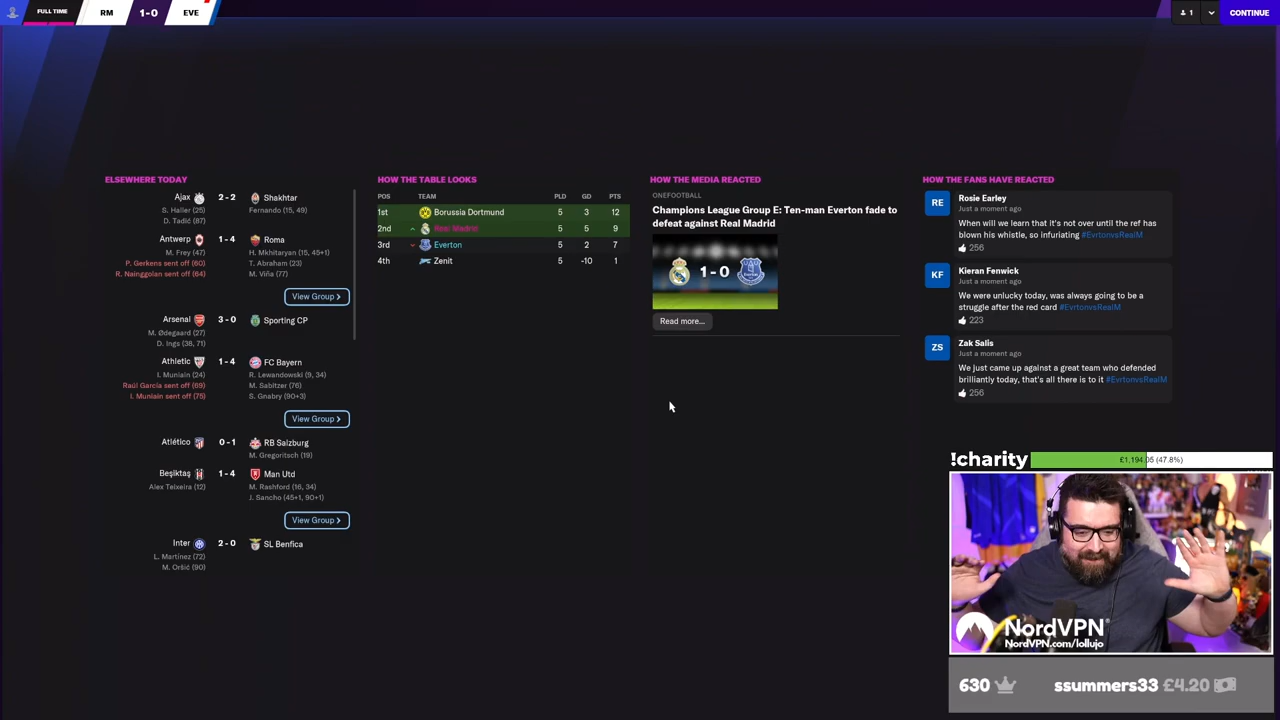 FULL TIME RM 1-0 EVE 1 CONTINUE
ELSEWHERE TODAY
Ajax 2 - 2 Shakhtar
S. Haller (25) Fernando (15, 49)
D. Tadić (87)
Antwerp 1 - 4 Roma
M. Frey (47) H. Mkhitaryan (15, 45+1)
P. Gerkens sent off (60) T. Abraham (23)
R. Nainggolan sent off (64) M. Viña (77)
View Group >
Arsenal 3 - 0 Sporting CP
M. Ødegaard (27)
D. Ings (38, 71)
Athletic 1 - 4 FC Bayern
I. Muniain (24) R. Lewandowski (9, 34)
Raúl García sent off (69) M. Sabitzer (76)
I. Muniain sent off (75) S. Gnabry (90+3)
View Group >
Atlético 0 - 1 RB Salzburg
M. Gregoritsch (19)
Beşiktaş 1 - 4 Man Utd
Alex Teixeira (12) M. Rashford (16, 34)
J. Sancho (45+1, 90+1)
View Group >
Inter 2 - 0 SL Benfica
L. Martínez (72)
M. Oršić (90)
HOW THE TABLE LOOKS
POS TEAM PLD GD PTS
1st Borussia Dortmund 5 3 12
2nd Real Madrid 5 5 9
3rd Everton 5 2 7
4th Zenit 5 -10 1
HOW THE MEDIA REACTED
ONEFOOTBALL
Champions League Group E: Ten-man Everton fade to
defeat against Real Madrid
1 - 0
Read more...
HOW THE FANS HAVE REACTED
RE Rosie Earley
Just a moment ago
When will we learn that it's not over until the ref has
blown his whistle, so infuriating #EvrtonvsRealM
256
KF Kieran Fenwick
Just a moment ago
We were unlucky today, was always going to be a
struggle after the red card #EvrtonvsRealM
223
ZS Zak Salis
Just a moment ago
We just came up against a great team who defended
brilliantly today, that's all there is to it #EvrtonvsRealM
256
!charity £1,194.05 (47.8%)
NordVPN®
NordVPN.com/lollujo
630 ssummers33 £4.20